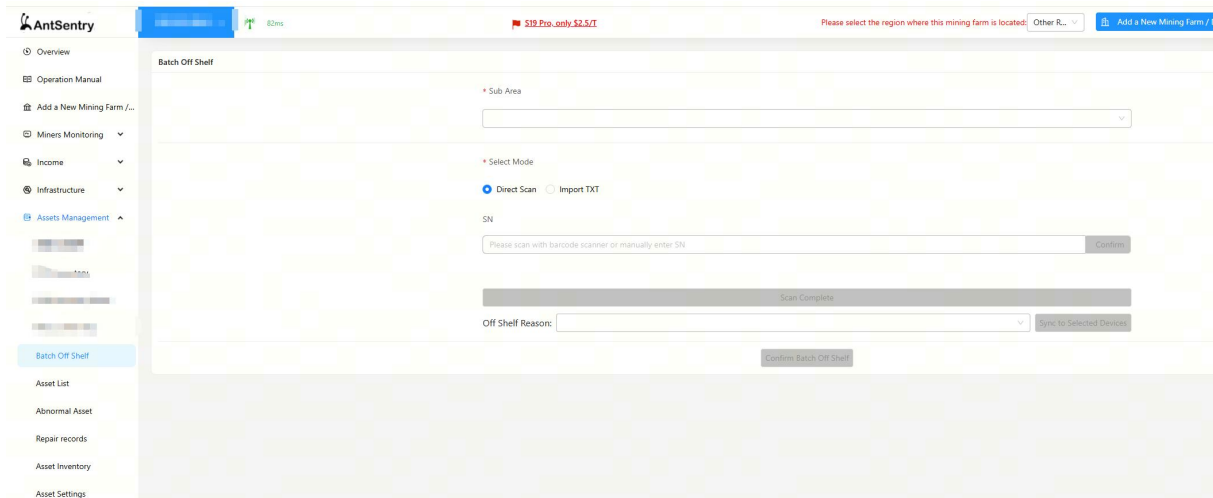 AntSentry
82ms
S19 Pro, only $2.5/T
Please select the region where this mining farm is located: Other R...
Add a New Mining Farm /
Overview
Operation Manual
Add a New Mining Farm /...
Miners Monitoring
Income
Infrastructure
Assets Management
Batch Off Shelf
Asset List
Abnormal Asset
Repair records
Asset Inventory
Asset Settings
Batch Off Shelf
* Sub Area
* Select Mode
Direct Scan Import TXT
SN
Please scan with barcode scanner or manually enter SN Confirm
Scan Complete
Off Shelf Reason: Sync to Selected Devices
Confirm Batch Off Shelf